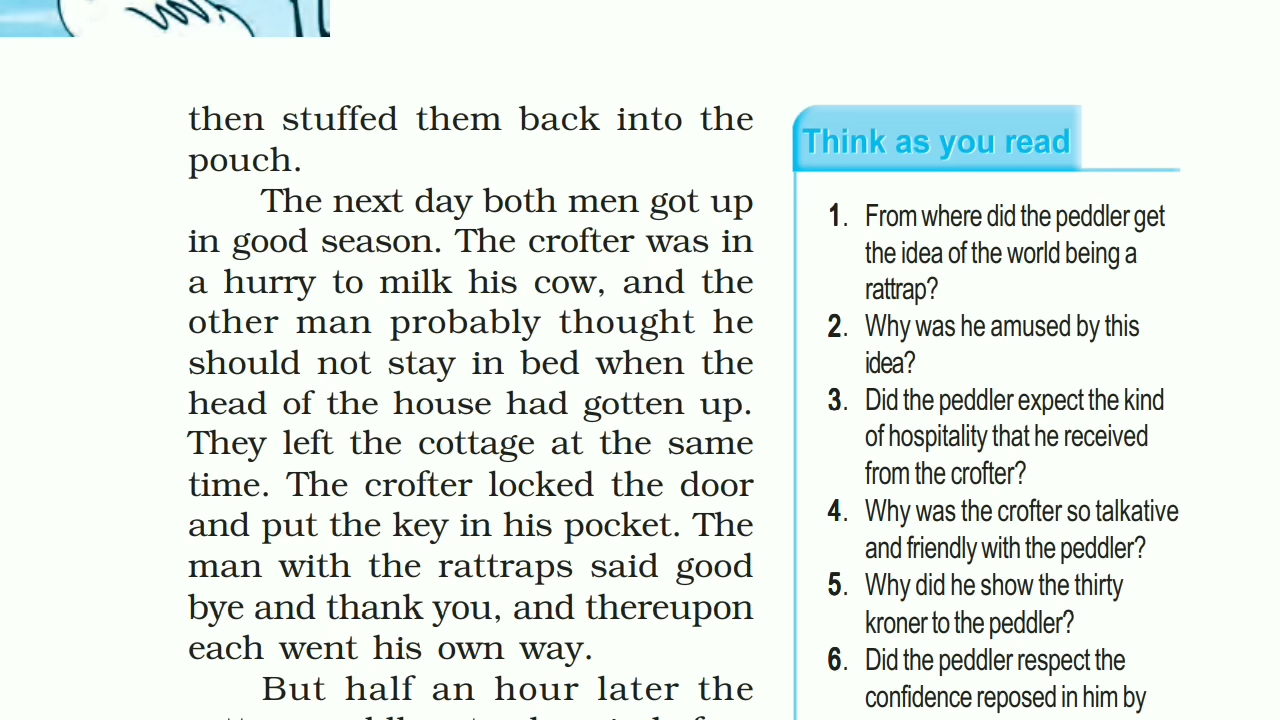 then stuffed them back into the
pouch.
The next day both men got up
in good season. The crofter was in
a hurry to milk his cow, and the
other man probably thought he
should not stay in bed when the
head of the house had gotten up.
They left the cottage at the same
time. The crofter locked the door
and put the key in his pocket. The
man with the rattraps said good
bye and thank you, and thereupon
each went his own way.
But half an hour later the
Think as you read
1. From where did the peddler get
the idea of the world being a
rattrap?
2. Why was he amused by this
idea?
3. Did the peddler expect the kind
of hospitality that he received
from the crofter?
4. Why was the crofter so talkative
and friendly with the peddler?
5. Why did he show the thirty
kroner to the peddler?
6. Did the peddler respect the
confidence reposed in him by